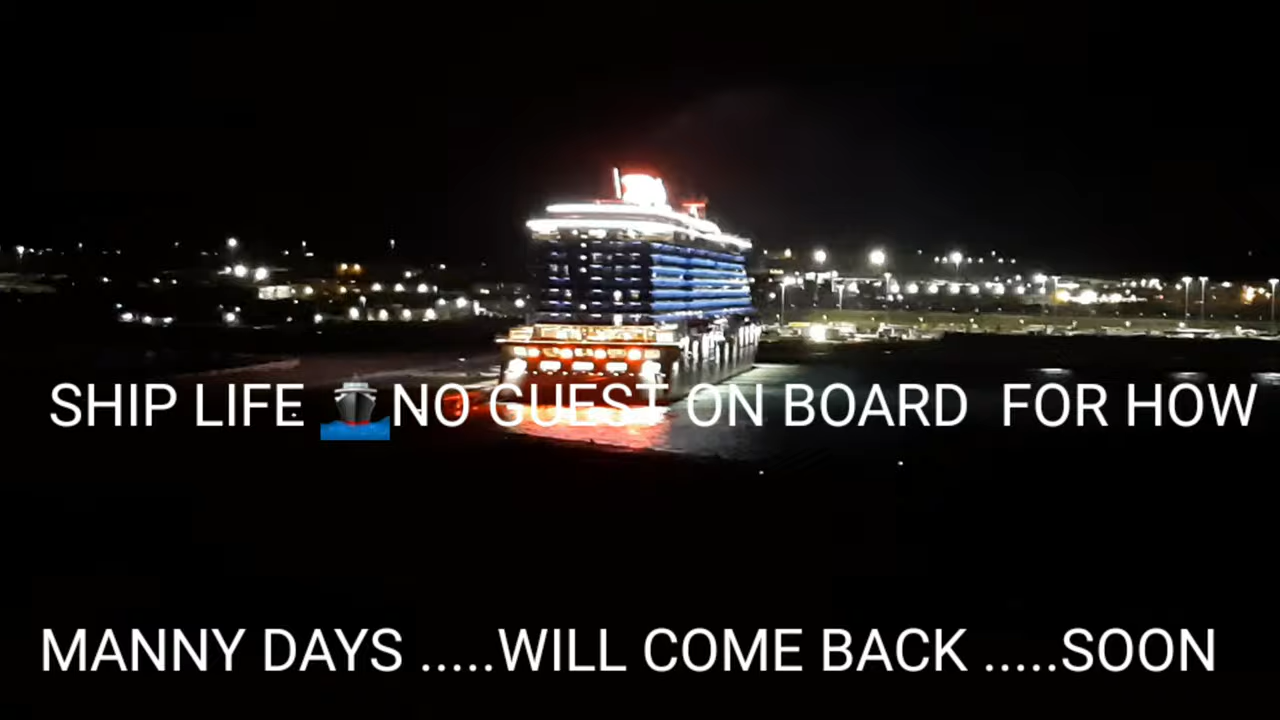 SHIP LIFE 🚢NO GUEST ON BOARD  FOR HOW
MANNY DAYS .....WILL COME BACK .....SOON